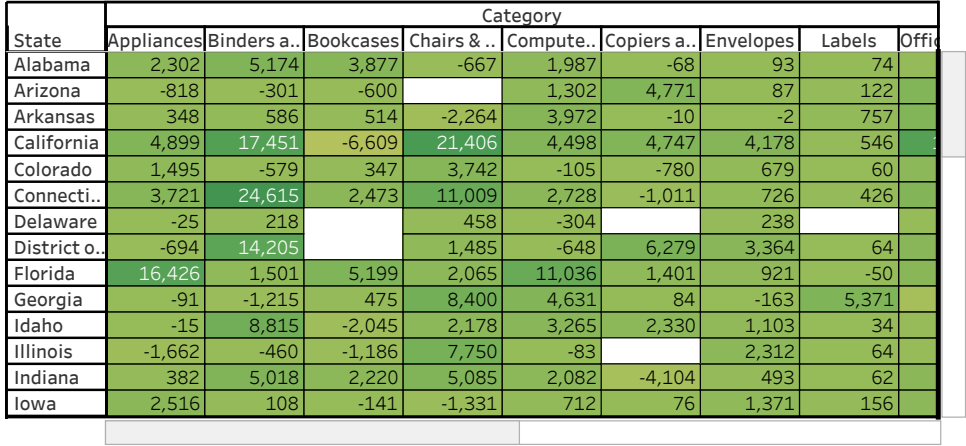 Category
State Appliances Binders a.. Bookcases Chairs & .. Compute.. Copiers a.. Envelopes Labels Offic
Alabama 2,302 5,174 3,877 -667 1,987 -68 93 74
Arizona -818 -301 -600 1,302 4,771 87 122
Arkansas 348 586 514 -2,264 3,972 -10 -2 757
California 4,899 17,451 -6,609 21,406 4,498 4,747 4,178 546
Colorado 1,495 -579 347 3,742 -105 -780 679 60
Connecti.. 3,721 24,615 2,473 11,009 2,728 -1,011 726 426
Delaware -25 218 458 -304 238
District o.. -694 14,205 1,485 -648 6,279 3,364 64
Florida 16,426 1,501 5,199 2,065 11,036 1,401 921 -50
Georgia -91 -1,215 475 8,400 4,631 84 -163 5,371
Idaho -15 8,815 -2,045 2,178 3,265 2,330 1,103 34
Illinois -1,662 -460 -1,186 7,750 -83 2,312 64
Indiana 382 5,018 2,220 5,085 2,082 -4,104 493 62
Iowa 2,516 108 -141 -1,331 712 76 1,371 156